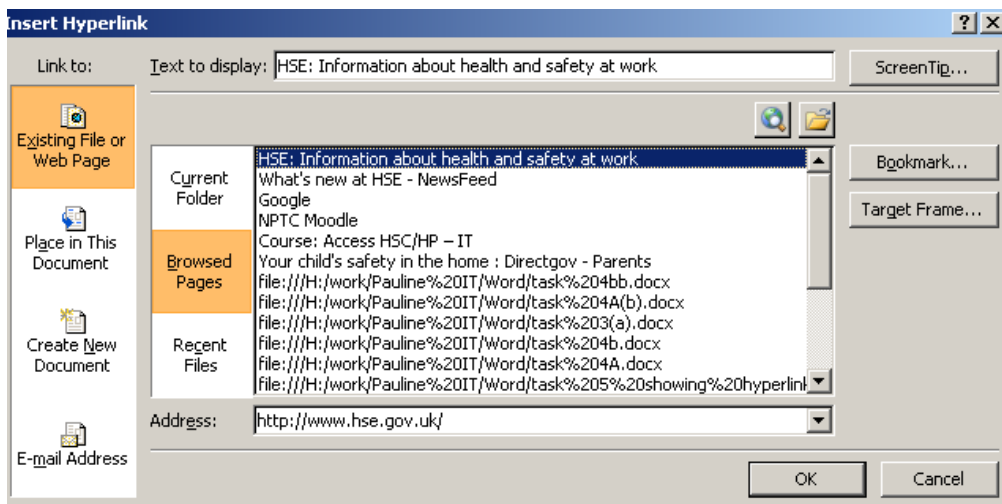 Insert Hyperlink
Link to:
Text to display: HSE: Information about health and safety at work
ScreenTip...
Existing File or
Web Page
Place in This
Document
Create New
Document
E-mail Address
Current
Folder
Browsed
Pages
Recent
Files
HSE: Information about health and safety at work
What's new at HSE - NewsFeed
Google
NPTC Moodle
Course: Access HSC/HP – IT
Your child's safety in the home : Directgov - Parents
file:///H:/work/Pauline%20IT/Word/task%204bb.docx
file:///H:/work/Pauline%20IT/Word/task%204A(b).docx
file:///H:/work/Pauline%20IT/Word/task%203(a).docx
file:///H:/work/Pauline%20IT/Word/task%204b.docx
file:///H:/work/Pauline%20IT/Word/task%204A.docx
file:///H:/work/Pauline%20IT/Word/task%205%20showing%20hyperlink
Bookmark...
Target Frame...
Address: http://www.hse.gov.uk/
OK
Cancel